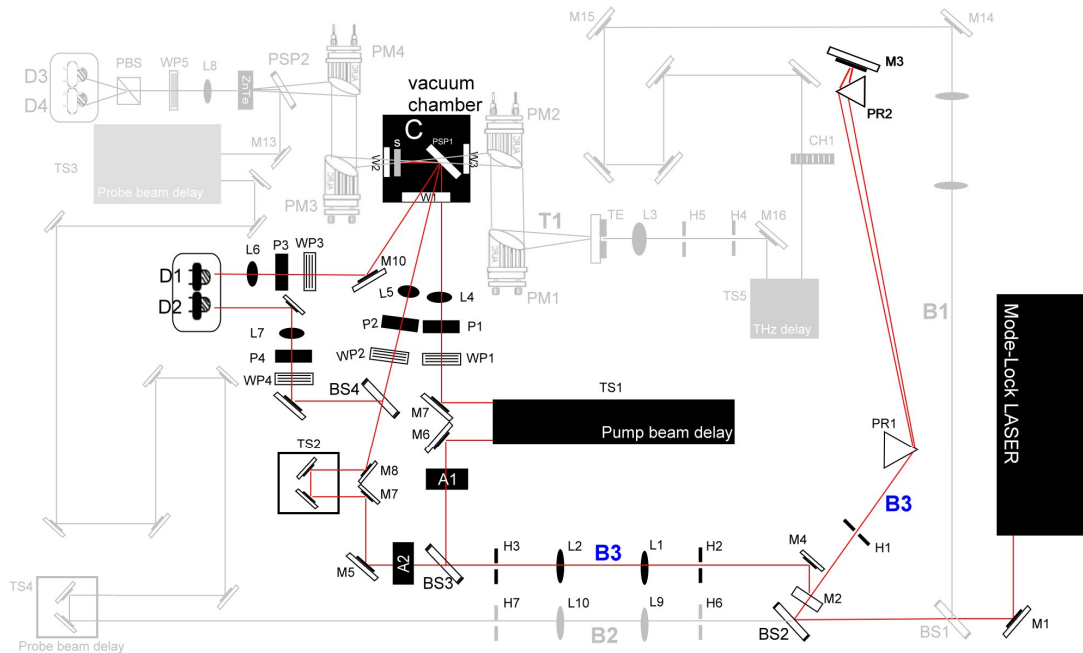 M15
M14
PM4
PSP2
WP5
L8
PBS
D3
D4
ZnTe
vacuum
chamber
C
PSP1
S
W2
W3
W1
PM2
M3
PR2
M13
TS3
Probe beam delay
CH1
PM3
T1
TE
L3
H5
H4
M16
PM1
TS5
THz delay
B1
L6
P3
WP3
M10
D1
D2
L5
L4
P2
P1
L7
P4
WP4
WP2
WP1
BS4
TS1
Pump beam delay
M7
M6
Mode-Lock LASER
PR1
TS2
M8
M7
A1
B3
H1
M5
A2
BS3
H3
L2
B3
L1
H2
M4
M2
TS4
Probe beam delay
H7
L10
B2
L9
H6
BS2
BS1
M1